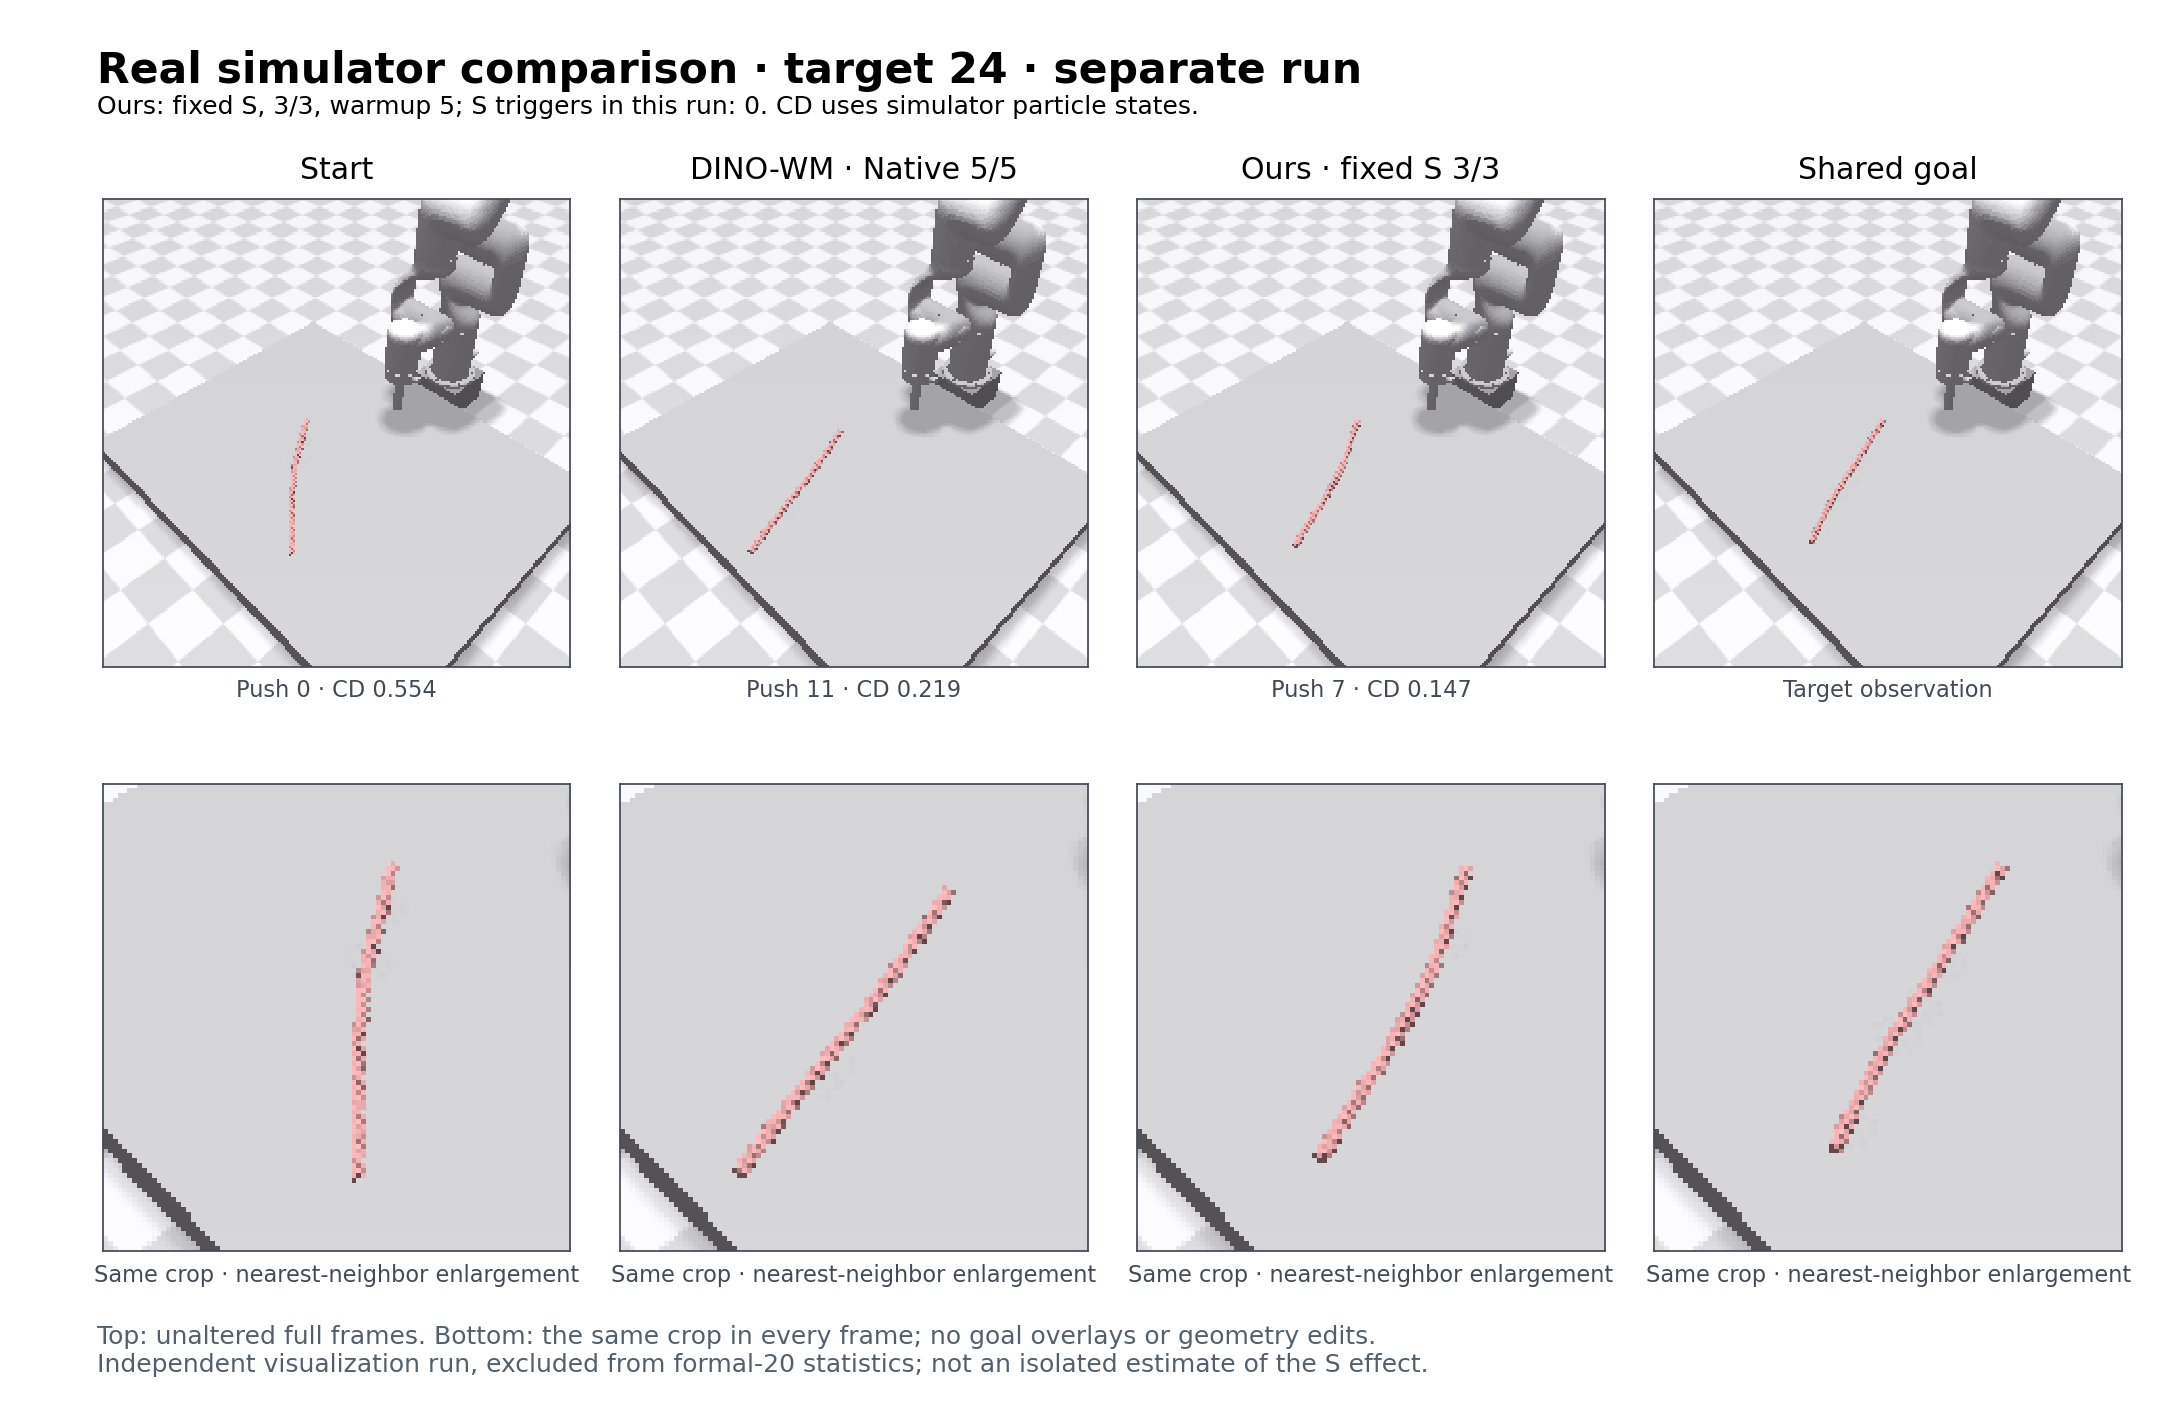 Real simulator comparison · target 24 · separate run
Ours: fixed S, 3/3, warmup 5; S triggers in this run: 0. CD uses simulator particle states.
Start
DINO-WM · Native 5/5
Ours · fixed S 3/3
Shared goal
Push 0 · CD 0.554
Push 11 · CD 0.219
Push 7 · CD 0.147
Target observation
Same crop · nearest-neighbor enlargement
Same crop · nearest-neighbor enlargement
Same crop · nearest-neighbor enlargement
Same crop · nearest-neighbor enlargement
Top: unaltered full frames. Bottom: the same crop in every frame; no goal overlays or geometry edits.
Independent visualization run, excluded from formal-20 statistics; not an isolated estimate of the S effect.